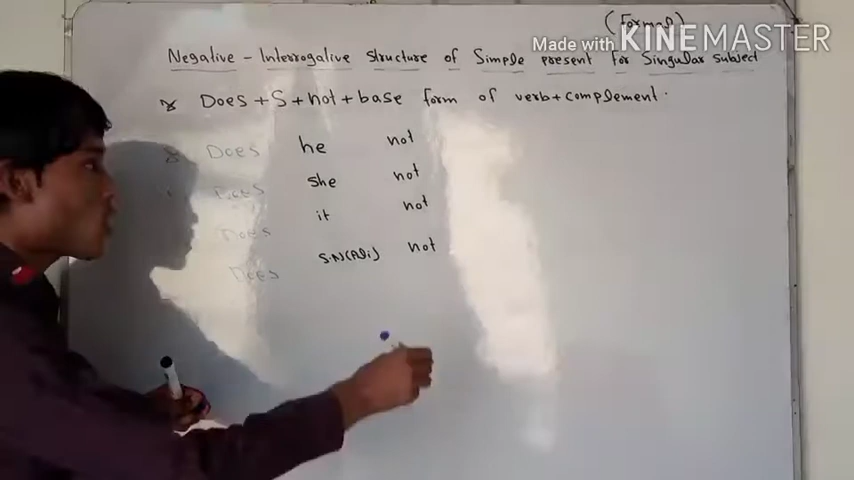 (Formal)
Made with KINEMASTER
Negative - Interrogative structure of Simple present for Singular subject
Does + S + not + base form of verb + complement.
Does he not
Does she not
Does it not
Does S.N(Ali) not